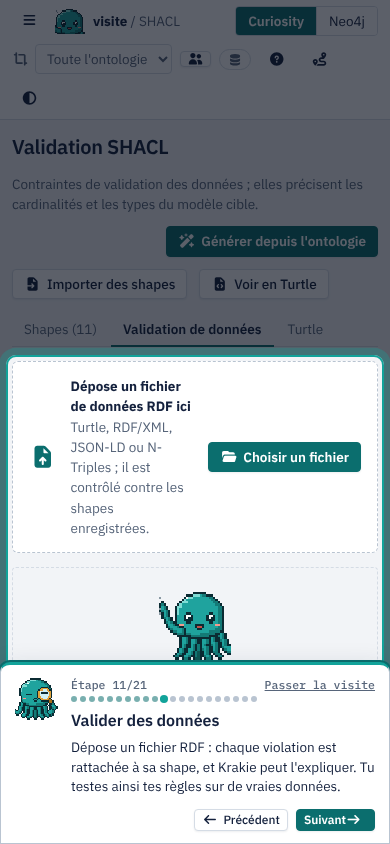 visite / SHACL
Curiosity
Neo4j
Toute l'ontologie
Validation SHACL
Contraintes de validation des données ; elles précisent les
cardinalités et les types du modèle cible.
Générer depuis l'ontologie
Importer des shapes
Voir en Turtle
Shapes (11)
Validation de données
Turtle
Dépose un fichier
de données RDF ici
Turtle, RDF/XML,
JSON-LD ou N-
Triples ; il est
contrôlé contre les
shapes
enregistrées.
Choisir un fichier
Étape 11/21
Passer la visite
Valider des données
Dépose un fichier RDF : chaque violation est
rattachée à sa shape, et Krakie peut l'expliquer. Tu
testes ainsi tes règles sur de vraies données.
Précédent
Suivant